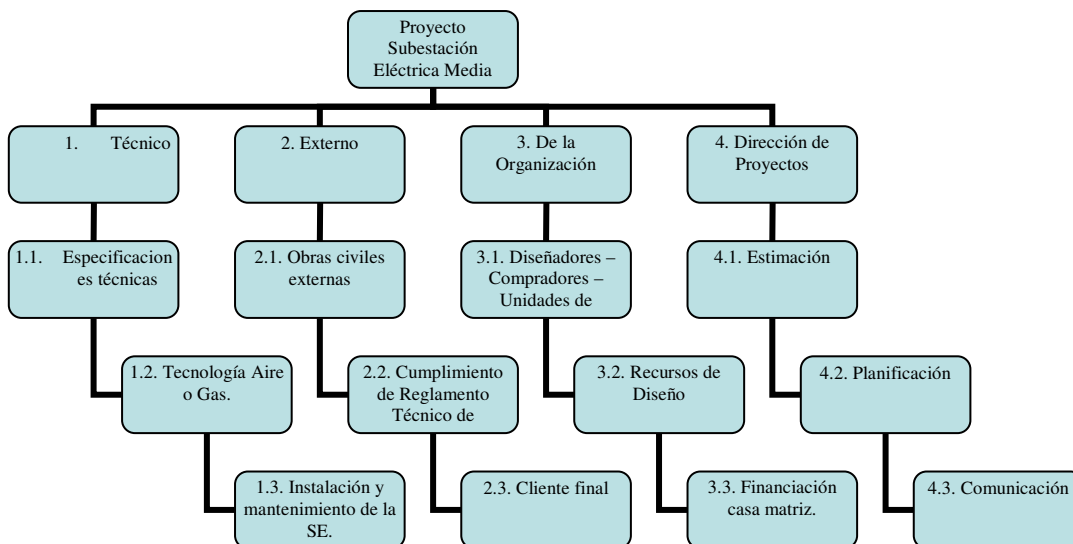 Proyecto
Subestación
Eléctrica Media
1. Técnico
2. Externo
3. De la
Organización
4. Dirección de
Proyectos
1.1. Especificacion
es técnicas
2.1. Obras civiles
externas
3.1. Diseñadores –
Compradores –
Unidades de
4.1. Estimación
1.2. Tecnología Aire
o Gas.
2.2. Cumplimiento
de Reglamento
Técnico de
3.2. Recursos de
Diseño
4.2. Planificación
1.3. Instalación y
mantenimiento de la
SE.
2.3. Cliente final
3.3. Financiación
casa matriz.
4.3. Comunicación